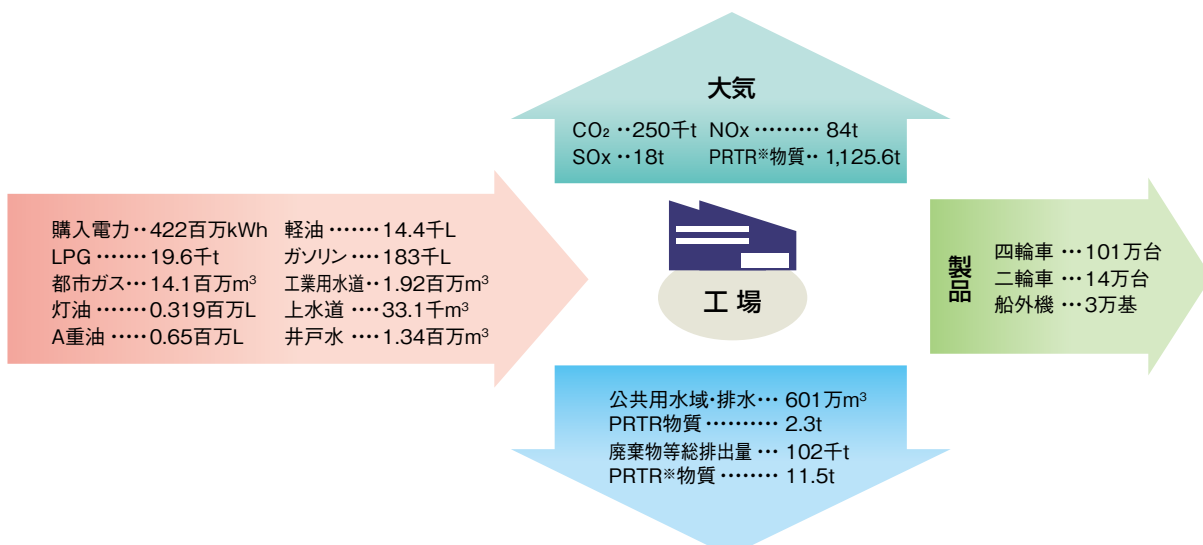 大気
CO₂ ‥250千t NOx ……… 84t
SOx ‥18t PRTR※物質‥ 1,125.6t
購入電力‥422百万kWh 軽油 ……‥14.4千L
LPG ……‥ 19.6千t ガソリン ‥‥183千L
都市ガス…14.1百万m³ 工業用水道‥1.92百万m³
灯油 ……‥0.319百万L 上水道 ‥‥33.1千m³
A重油 ‥‥‥0.65百万L 井戸水 ‥‥1.34百万m³
工場
製品
四輪車 …101万台
二輪車 …14万台
船外機 …3万基
公共用水域・排水… 601万m³
PRTR物質 ‥‥‥‥‥ 2.3t
廃棄物等総排出量 … 102千t
PRTR※物質 ‥‥‥‥ 11.5t